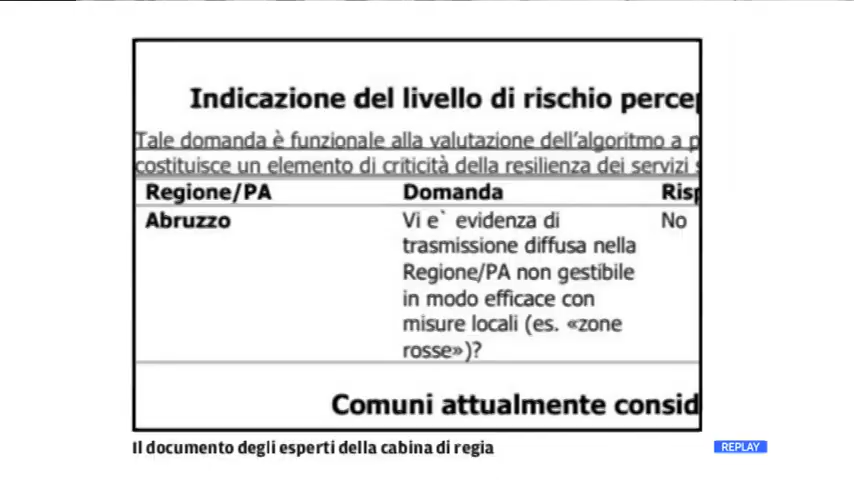 Indicazione del livello di rischio percep
Tale domanda è funzionale alla valutazione dell'algoritmo a p
costituisce un elemento di criticità della resilienza dei servizi s
Regione/PA Domanda Risp
Abruzzo Vi e` evidenza di No
trasmissione diffusa nella
Regione/PA non gestibile
in modo efficace con
misure locali (es. «zone
rosse»)?
Comuni attualmente consid
Il documento degli esperti della cabina di regia
REPLAY